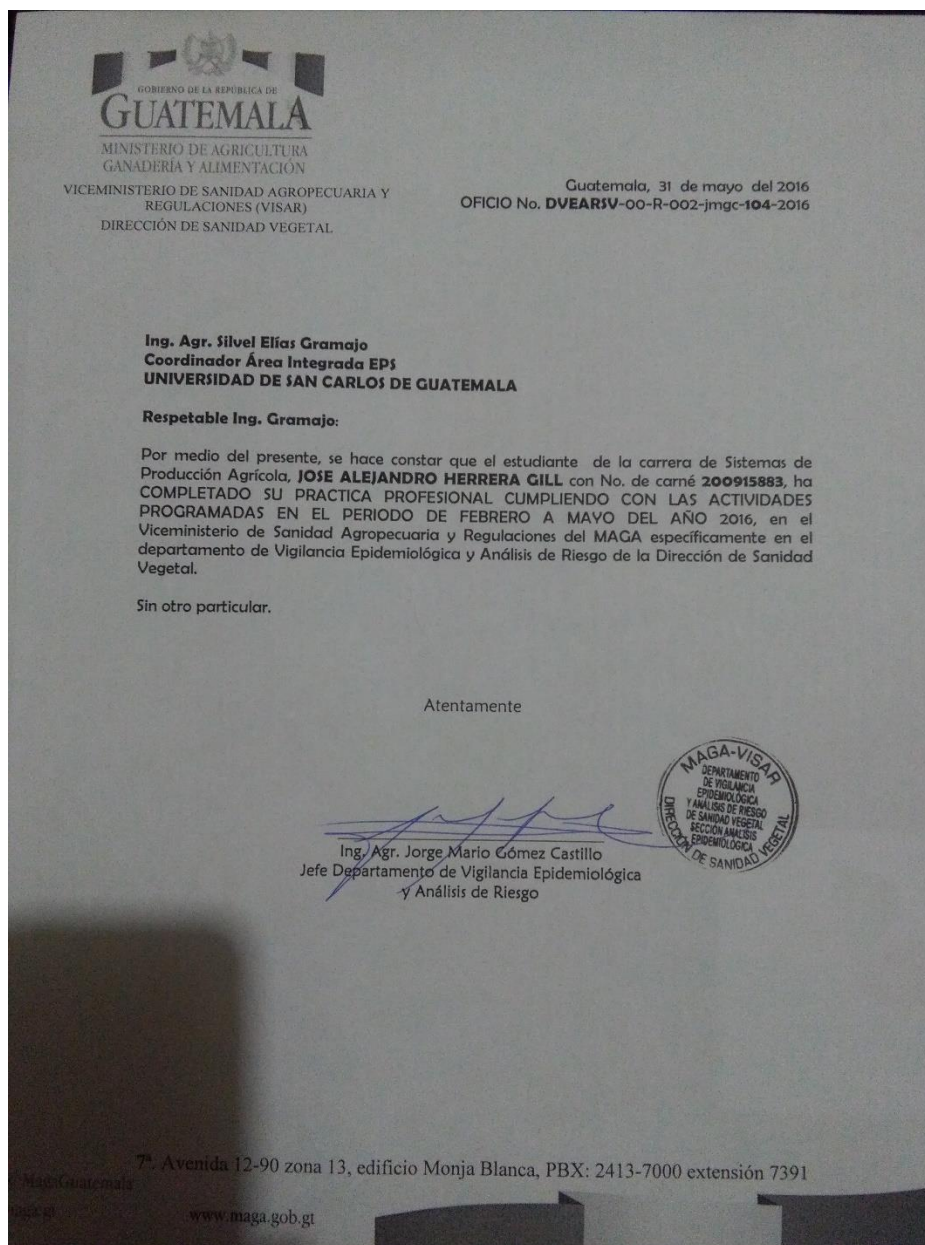 GOBIERNO DE LA REPÚBLICA DE
GUATEMALA
MINISTERIO DE AGRICULTURA
GANADERÍA Y ALIMENTACIÓN
VICEMINISTERIO DE SANIDAD AGROPECUARIA Y
REGULACIONES (VISAR)
DIRECCIÓN DE SANIDAD VEGETAL
Guatemala, 31 de mayo del 2016
OFICIO No. DVEARSV-00-R-002-jmgc-104-2016
Ing. Agr. Silvel Elías Gramajo
Coordinador Área Integrada EPS
UNIVERSIDAD DE SAN CARLOS DE GUATEMALA
Respetable Ing. Gramajo:
Por medio del presente, se hace constar que el estudiante de la carrera de Sistemas de
Producción Agrícola, JOSE ALEJANDRO HERRERA GILL con No. de carné 200915883, ha
COMPLETADO SU PRACTICA PROFESIONAL CUMPLIENDO CON LAS ACTIVIDADES
PROGRAMADAS EN EL PERIODO DE FEBRERO A MAYO DEL AÑO 2016, en el
Viceministerio de Sanidad Agropecuaria y Regulaciones del MAGA específicamente en el
departamento de Vigilancia Epidemiológica y Análisis de Riesgo de la Dirección de Sanidad
Vegetal.
Sin otro particular.
Atentamente
MAGA-VISAR
DEPARTAMENTO
DE VIGILANCIA
EPIDEMIOLÓGICA
Y ANÁLISIS DE RIESGO
DE SANIDAD VEGETAL
SECCIÓN ANÁLISIS
EPIDEMIOLÓGICA
DIRECCIÓN DE SANIDAD VEGETAL
Ing. Agr. Jorge Mario Gómez Castillo
Jefe Departamento de Vigilancia Epidemiológica
y Análisis de Riesgo
7ª. Avenida 12-90 zona 13, edificio Monja Blanca, PBX: 2413-7000 extensión 7391
MagaGuatemala
www.maga.gob.gt